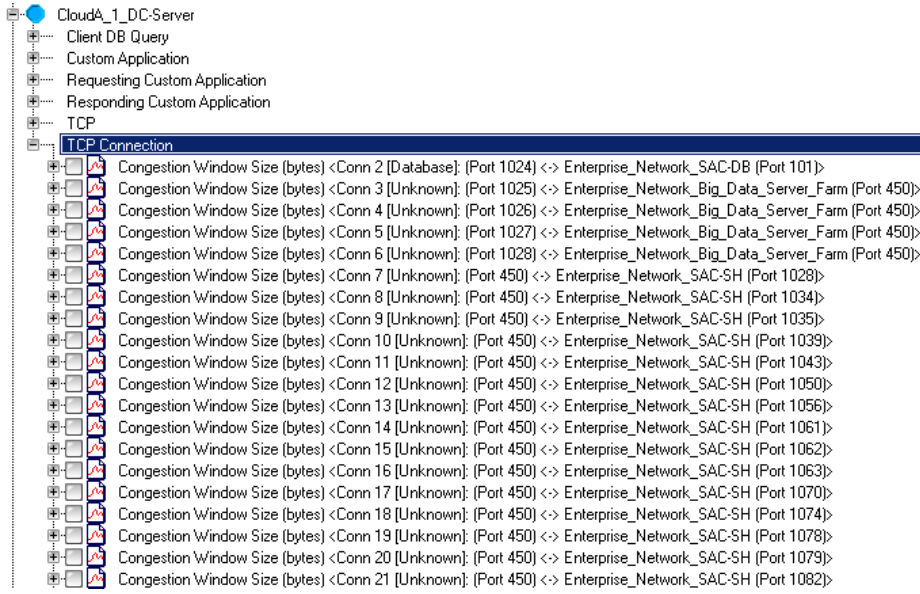 CloudA_1_DC-Server
Client DB Query
Custom Application
Requesting Custom Application
Responding Custom Application
TCP
TCP Connection
Congestion Window Size (bytes) <Conn 2 [Database]: (Port 1024) <-> Enterprise_Network_SAC-DB (Port 101)>
Congestion Window Size (bytes) <Conn 3 [Unknown]: (Port 1025) <-> Enterprise_Network_Big_Data_Server_Farm (Port 450)>
Congestion Window Size (bytes) <Conn 4 [Unknown]: (Port 1026) <-> Enterprise_Network_Big_Data_Server_Farm (Port 450)>
Congestion Window Size (bytes) <Conn 5 [Unknown]: (Port 1027) <-> Enterprise_Network_Big_Data_Server_Farm (Port 450)>
Congestion Window Size (bytes) <Conn 6 [Unknown]: (Port 1028) <-> Enterprise_Network_Big_Data_Server_Farm (Port 450)>
Congestion Window Size (bytes) <Conn 7 [Unknown]: (Port 450) <-> Enterprise_Network_SAC-SH (Port 1028)>
Congestion Window Size (bytes) <Conn 8 [Unknown]: (Port 450) <-> Enterprise_Network_SAC-SH (Port 1034)>
Congestion Window Size (bytes) <Conn 9 [Unknown]: (Port 450) <-> Enterprise_Network_SAC-SH (Port 1035)>
Congestion Window Size (bytes) <Conn 10 [Unknown]: (Port 450) <-> Enterprise_Network_SAC-SH (Port 1039)>
Congestion Window Size (bytes) <Conn 11 [Unknown]: (Port 450) <-> Enterprise_Network_SAC-SH (Port 1043)>
Congestion Window Size (bytes) <Conn 12 [Unknown]: (Port 450) <-> Enterprise_Network_SAC-SH (Port 1050)>
Congestion Window Size (bytes) <Conn 13 [Unknown]: (Port 450) <-> Enterprise_Network_SAC-SH (Port 1056)>
Congestion Window Size (bytes) <Conn 14 [Unknown]: (Port 450) <-> Enterprise_Network_SAC-SH (Port 1061)>
Congestion Window Size (bytes) <Conn 15 [Unknown]: (Port 450) <-> Enterprise_Network_SAC-SH (Port 1062)>
Congestion Window Size (bytes) <Conn 16 [Unknown]: (Port 450) <-> Enterprise_Network_SAC-SH (Port 1063)>
Congestion Window Size (bytes) <Conn 17 [Unknown]: (Port 450) <-> Enterprise_Network_SAC-SH (Port 1070)>
Congestion Window Size (bytes) <Conn 18 [Unknown]: (Port 450) <-> Enterprise_Network_SAC-SH (Port 1074)>
Congestion Window Size (bytes) <Conn 19 [Unknown]: (Port 450) <-> Enterprise_Network_SAC-SH (Port 1078)>
Congestion Window Size (bytes) <Conn 20 [Unknown]: (Port 450) <-> Enterprise_Network_SAC-SH (Port 1079)>
Congestion Window Size (bytes) <Conn 21 [Unknown]: (Port 450) <-> Enterprise_Network_SAC-SH (Port 1082)>